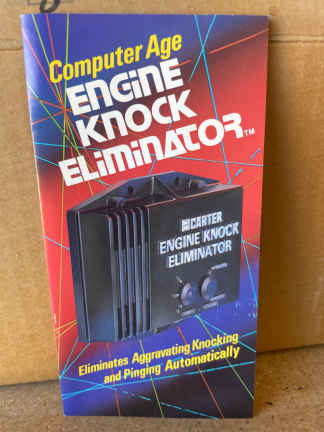 Computer Age
ENGINE
KNOCK
ELIMINATOR™
CARTER
ENGINE KNOCK
ELIMINATOR
Eliminates Aggravating Knocking
and Pinging Automatically